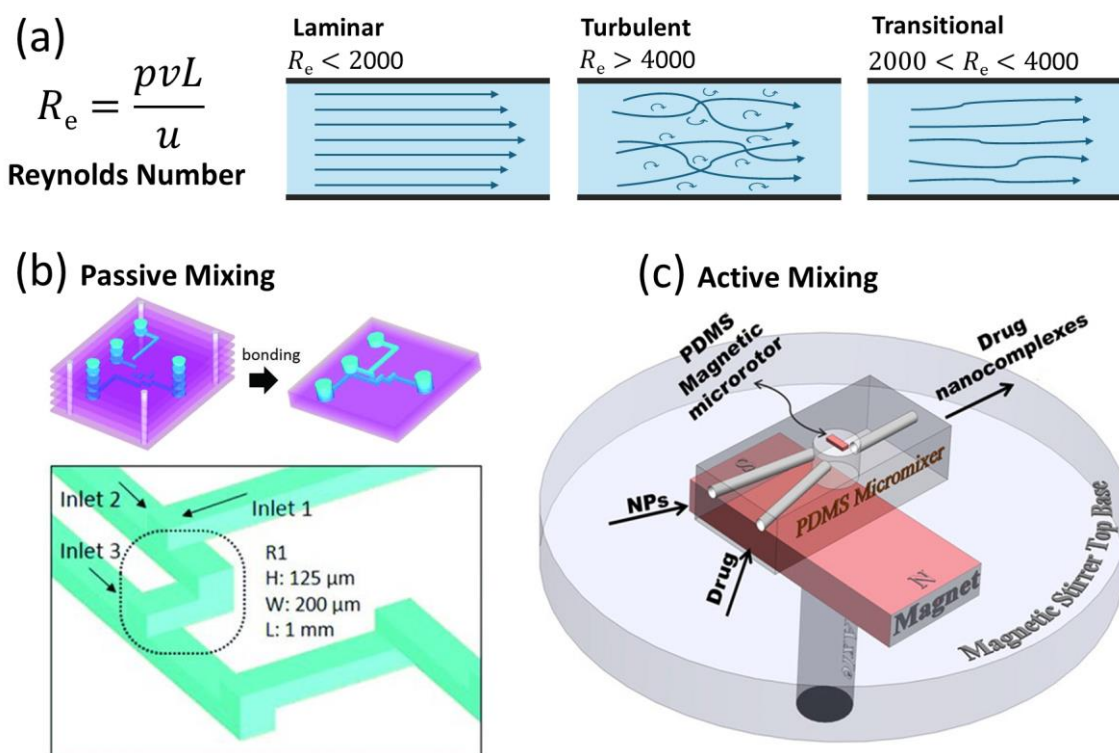 (a)
R_e = pvL / u
Reynolds Number
Laminar
R_e < 2000
Turbulent
R_e > 4000
Transitional
2000 < R_e < 4000
(b) Passive Mixing
bonding
Inlet 2
Inlet 1
Inlet 3
R1
H: 125 μm
W: 200 μm
L: 1 mm
(c) Active Mixing
PDMS
Magnetic
microrotor
Drug
nanocomplexes
S
NPs
PDMS Micromixer
Drug
N
Magnet
Magnetic Stirrer Top Base